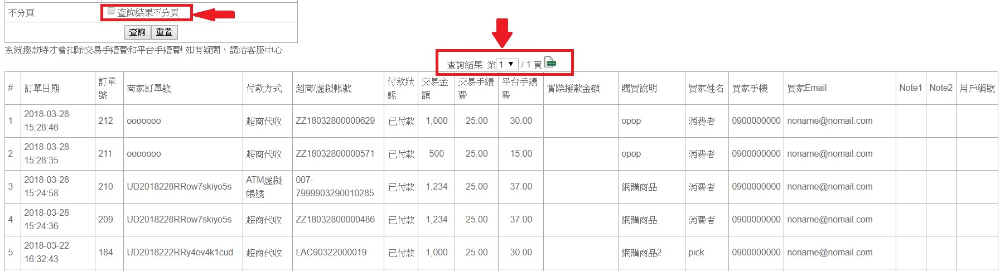 不分頁 查詢結果不分頁
查詢 重置
系統撥款時才會扣除交易手續費和平台手續費! 如有疑問，請洽客服中心
查詢結果: 第 1 / 1 頁
# 訂單日期 訂單號 商家訂單號 付款方式 超商/虛擬帳號 付款狀態 交易金額 交易手續費 平台手續費 實際撥款金額 購買說明 買家姓名 買家手機 買家Email Note1 Note2 用戶編號
1 2018-03-28 15:28:46 212 ooooooo 超商代收 ZZ18032800000629 已付款 1,000 25.00 30.00 opop 消費者 0900000000 noname@nomail.com
2 2018-03-28 15:28:35 211 ooooooo 超商代收 ZZ18032800000571 已付款 500 25.00 15.00 opop 消費者 0900000000 noname@nomail.com
3 2018-03-28 15:24:58 210 UD2018228RRow7skiyo5s ATM虛擬帳號 007-7999903290010285 已付款 1,234 25.00 37.00 網購商品 消費者 0900000000 noname@nomail.com
4 2018-03-28 15:24:36 209 UD2018228RRow7skiyo5s 超商代收 ZZ18032800000486 已付款 1,234 25.00 37.00 網購商品 消費者 0900000000 noname@nomail.com
5 2018-03-22 16:32:43 184 UD2018222RRy4ov4k1cud 超商代收 LAC90322000019 已付款 1,000 25.00 30.00 網購商品2 pick 0900000000 noname@nomail.com